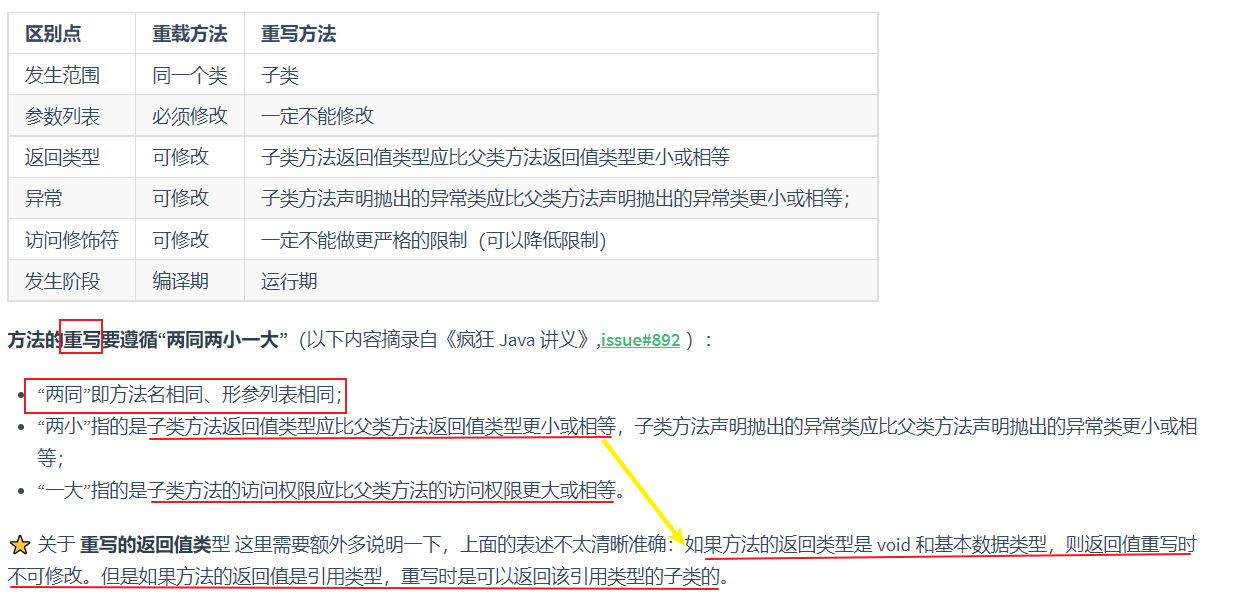 区别点 重载方法 重写方法
发生范围 同一个类 子类
参数列表 必须修改 一定不能修改
返回类型 可修改 子类方法返回值类型应比父类方法返回值类型更小或相等
异常 可修改 子类方法声明抛出的异常类应比父类方法声明抛出的异常类更小或相等；
访问修饰符 可修改 一定不能做更严格的限制（可以降低限制）
发生阶段 编译期 运行期
方法的重写要遵循“两同两小一大”（以下内容摘录自《疯狂 Java 讲义》,issue#892 ）：
• “两同”即方法名相同、形参列表相同；
• “两小”指的是子类方法返回值类型应比父类方法返回值类型更小或相等，子类方法声明抛出的异常类应比父类方法声明抛出的异常类更小或相
等；
• “一大”指的是子类方法的访问权限应比父类方法的访问权限更大或相等。
⭐ 关于 重写的返回值类型 这里需要额外多说明一下，上面的表述不太清晰准确：如果方法的返回类型是 void 和基本数据类型，则返回值重写时
不可修改。但是如果方法的返回值是引用类型，重写时是可以返回该引用类型的子类的。